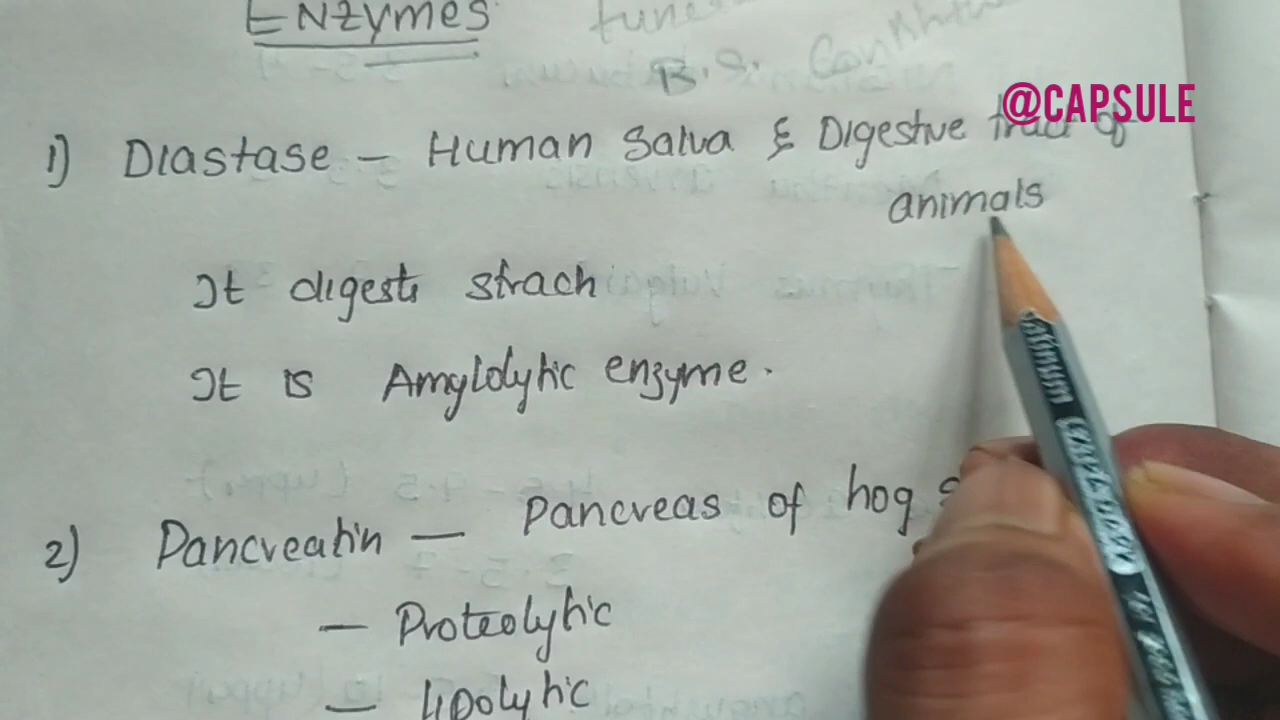 Enzymes
B.S.
@CAPSULE
1) Diastase - Human Saliva & Digestive tract of
animals
It digests strach
It is Amylolytic enzyme.
2) Pancreatin - Pancreas of hog
- Proteolytic
- lipolytic